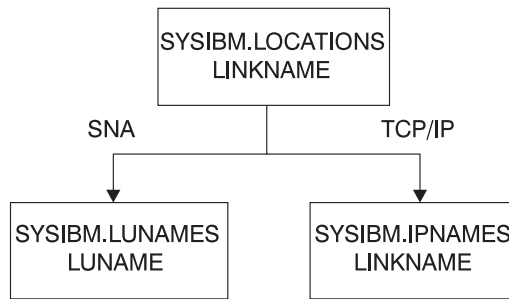 SYSIBM.LOCATIONS
LINKNAME
SNA
TCP/IP
SYSIBM.LUNAMES
LUNAME
SYSIBM.IPNAMES
LINKNAME